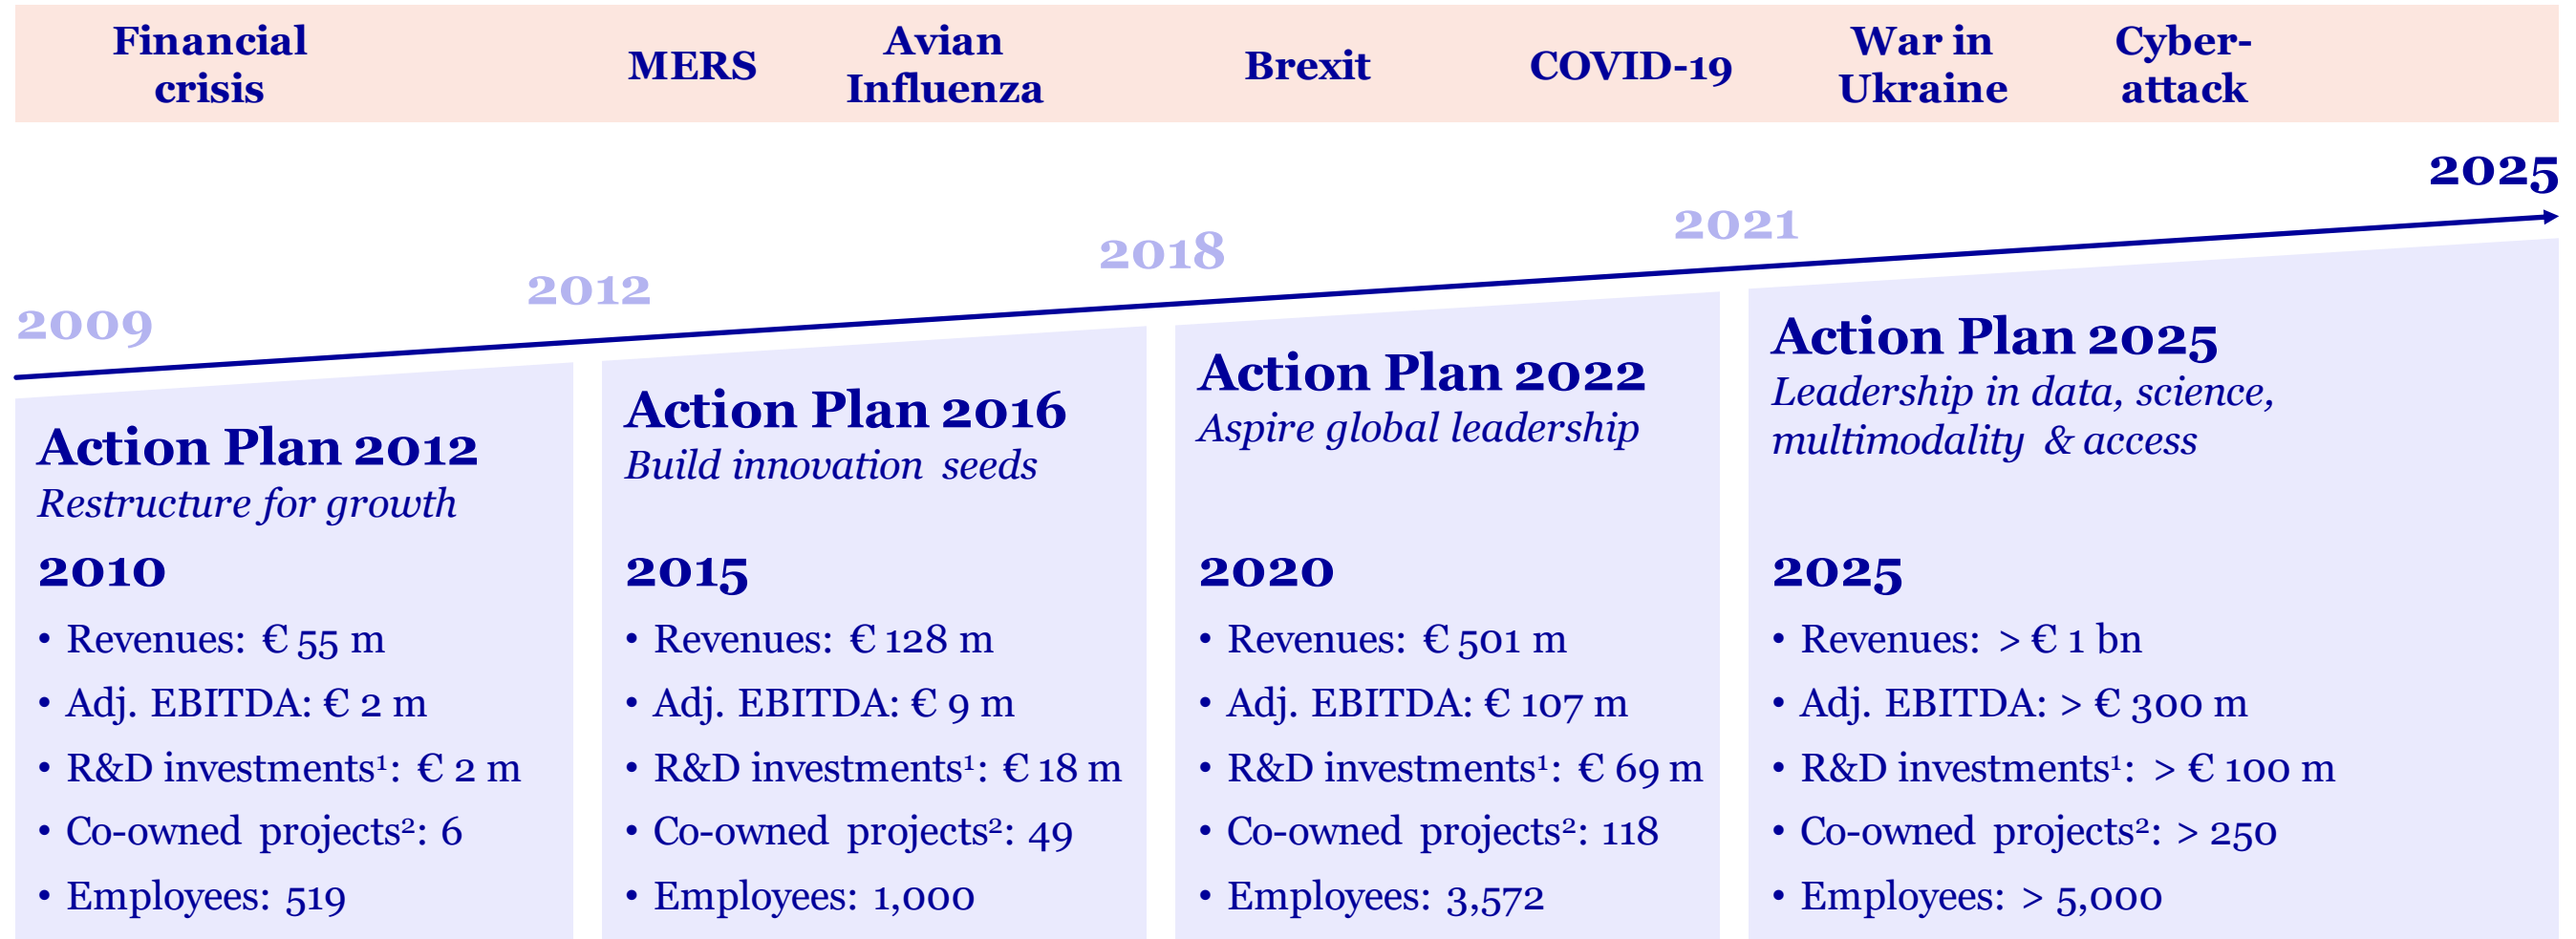 Financial
crisis
MERS
Avian
Influenza
Brexit
COVID-19
War in
Ukraine
Cyber-
attack
2009
2012
2018
2021
2025
Action Plan 2012
Restructure for growth
2010
• Revenues: € 55 m
• Adj. EBITDA: € 2 m
• R&D investments¹: € 2 m
• Co-owned projects²: 6
• Employees: 519
Action Plan 2016
Build innovation seeds
2015
• Revenues: € 128 m
• Adj. EBITDA: € 9 m
• R&D investments¹: € 18 m
• Co-owned projects²: 49
• Employees: 1,000
Action Plan 2022
Aspire global leadership
2020
• Revenues: € 501 m
• Adj. EBITDA: € 107 m
• R&D investments¹: € 69 m
• Co-owned projects²: 118
• Employees: 3,572
Action Plan 2025
Leadership in data, science,
multimodality & access
2025
• Revenues: > € 1 bn
• Adj. EBITDA: > € 300 m
• R&D investments¹: > € 100 m
• Co-owned projects²: > 250
• Employees: > 5,000